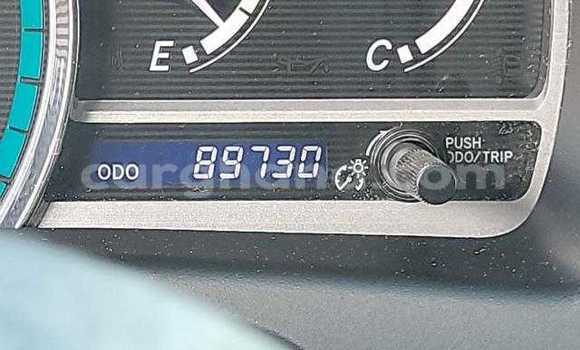 E C
ODO 89730
PUSH
ODO/TRIP
carghana.com